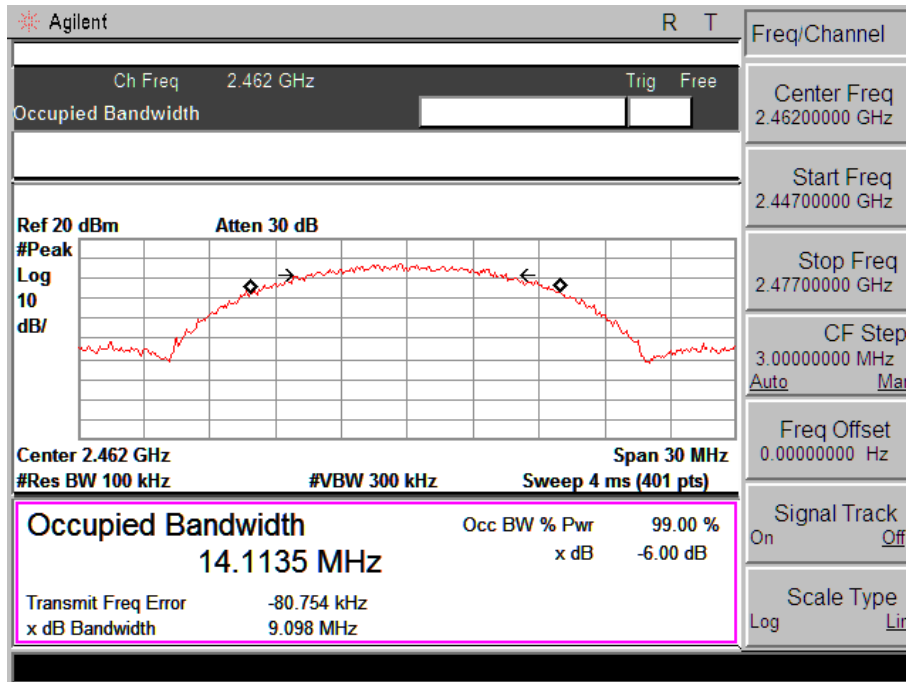 Agilent R T
Ch Freq 2.462 GHz Trig Free
Occupied Bandwidth
Ref 20 dBm Atten 30 dB
#Peak
Log
10
dB/
Center 2.462 GHz Span 30 MHz
#Res BW 100 kHz #VBW 300 kHz Sweep 4 ms (401 pts)
Occupied Bandwidth
14.1135 MHz
Occ BW % Pwr 99.00 %
x dB -6.00 dB
Transmit Freq Error -80.754 kHz
x dB Bandwidth 9.098 MHz
Freq/Channel
Center Freq
2.46200000 GHz
Start Freq
2.44700000 GHz
Stop Freq
2.47700000 GHz
CF Step
3.00000000 MHz
Auto Man
Freq Offset
0.00000000 Hz
Signal Track
On Off
Scale Type
Log Lin